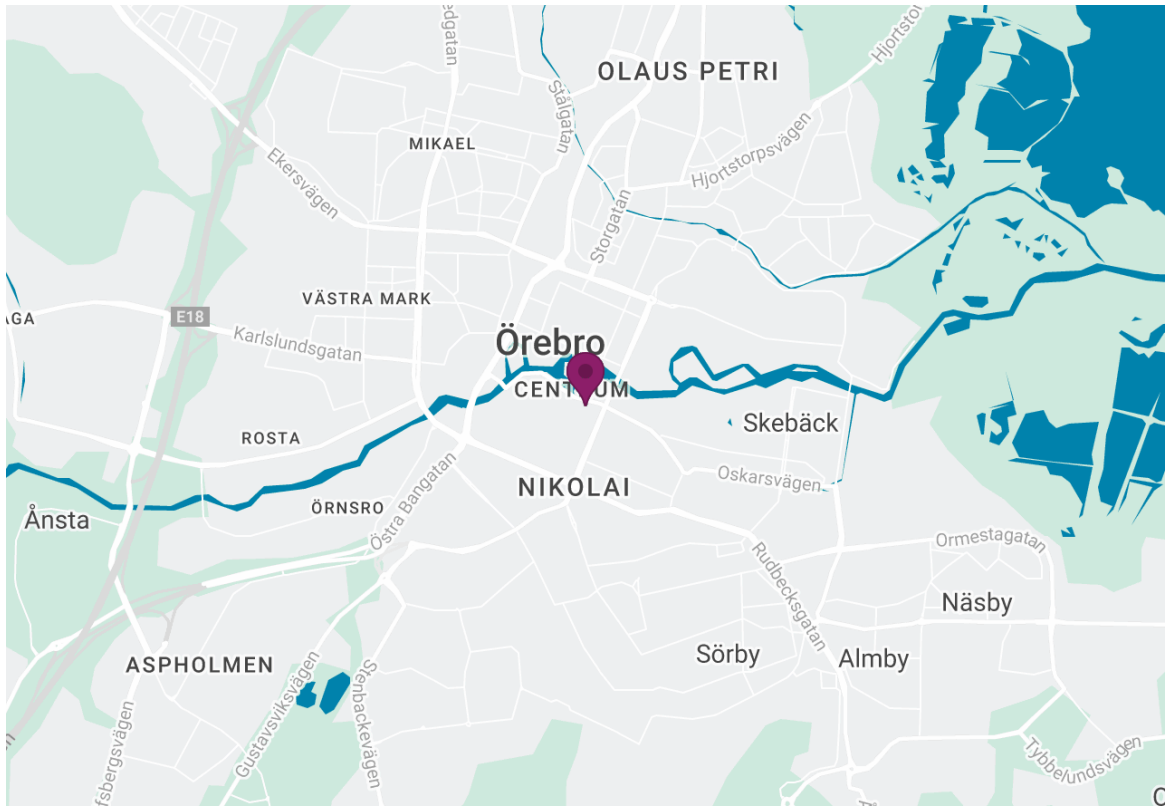 Hjortstorpsvägen
OLAUS PETRI
Stålgatan
MIKAEL
Ekersvägen
Hjortstorpsvägen
Storgatan
VÄSTRA MARK
E18
Karlslundsgatan
Örebro
CENTRUM
Skebäck
ROSTA
Oskarsvägen
NIKOLAI
ÖRNSRO
Ånsta
Östra Bangatan
Ormestagatan
Rudbecksgatan
Näsby
Sörby
Almby
ASPHOLMEN
Gustavsviksvägen
Stenbackevägen
Tybbelundsvägen